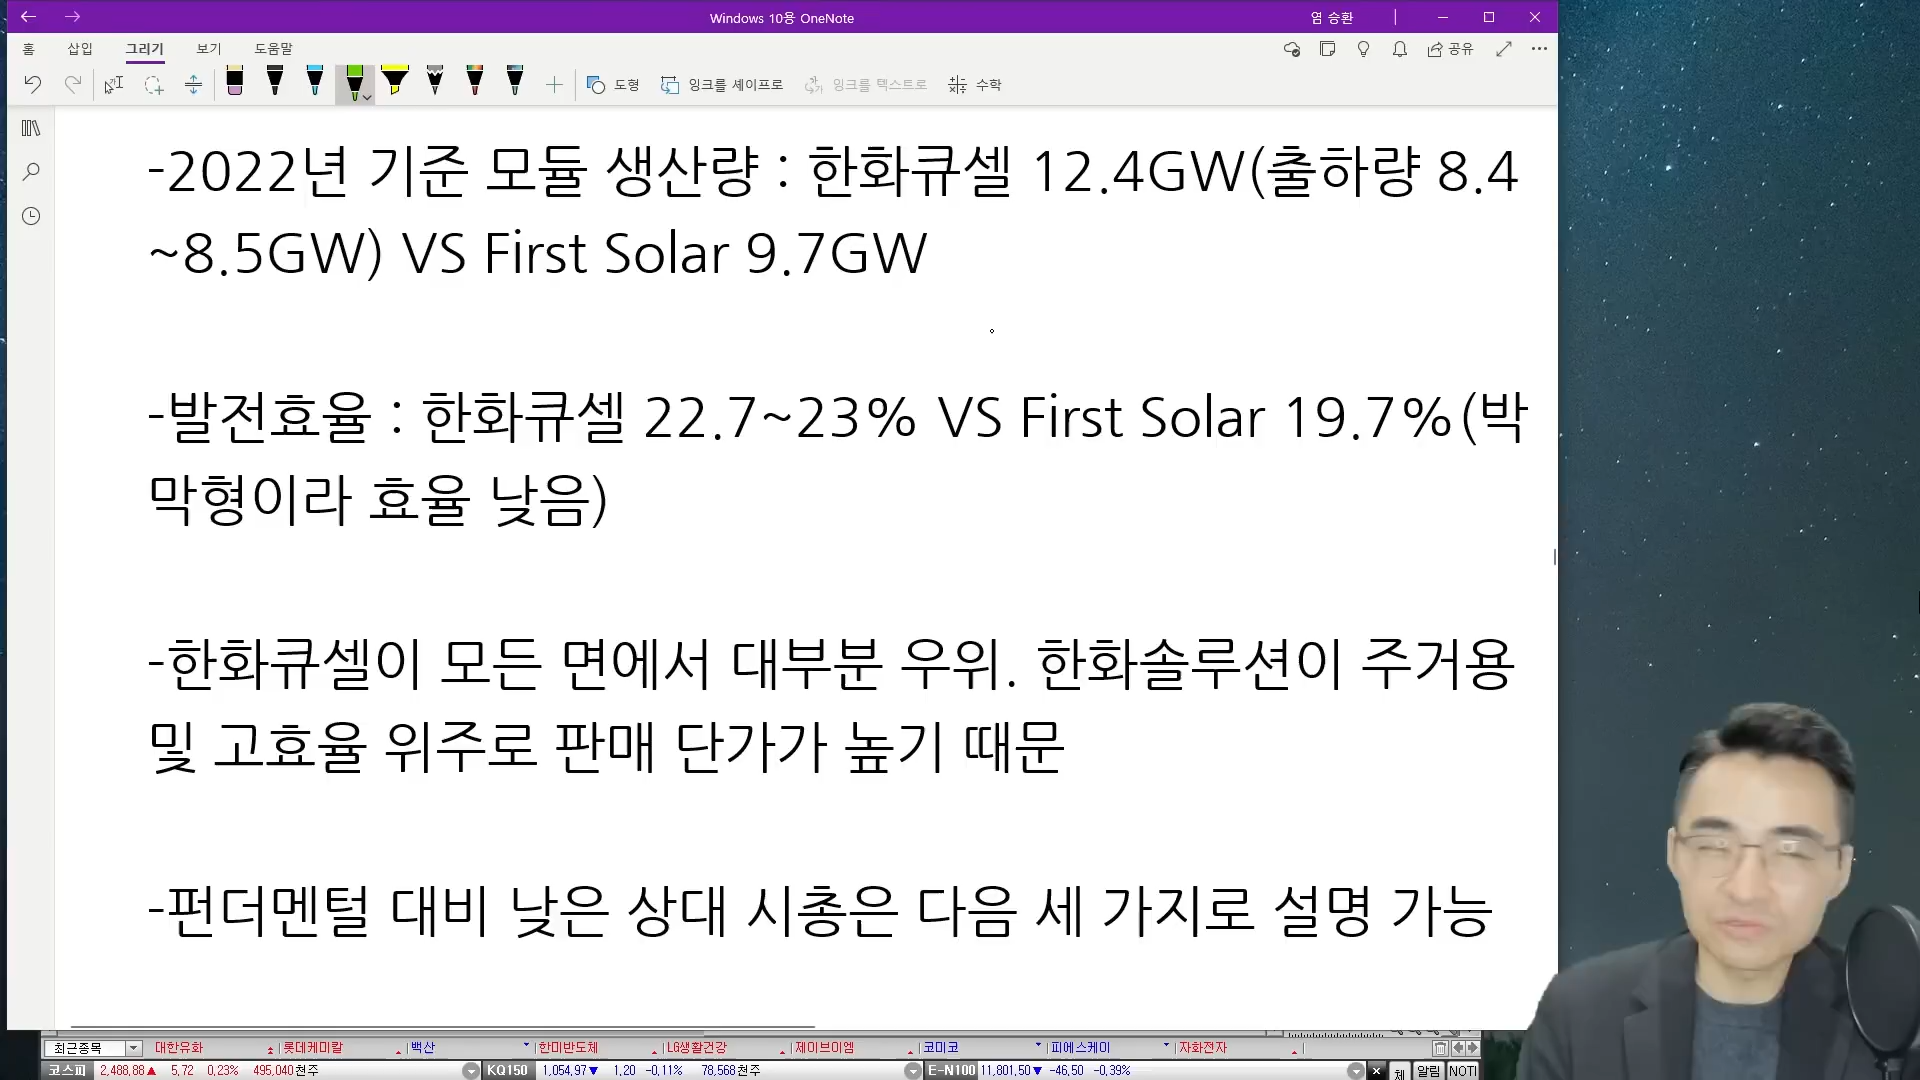 Windows 10용 OneNote
염 승환
홈 삽입 그리기 보기 도움말
공유
도형 잉크를 셰이프로 잉크를 텍스트로 수학
-2022년 기준 모듈 생산량 : 한화큐셀 12.4GW(출하량 8.4
~8.5GW) VS First Solar 9.7GW
-발전효율 : 한화큐셀 22.7~23% VS First Solar 19.7%(박
막형이라 효율 낮음)
-한화큐셀이 모든 면에서 대부분 우위. 한화솔루션이 주거용
및 고효율 위주로 판매 단가가 높기 때문
-펀더멘털 대비 낮은 상대 시총은 다음 세 가지로 설명 가능
최근종목 대한유화 롯데케미칼 백산 한미반도체 LG생활건강 제이브이엠 코미코 피에스케이 자화전자
코스피 2,488.88▲ 5.72 0.23% 495,040천주 KQ150 1,054.97▼ 1.20 -0.11% 78,568천주 E-N100 11,801.50▼ -46.50 -0.39% 체 알림 NOTI